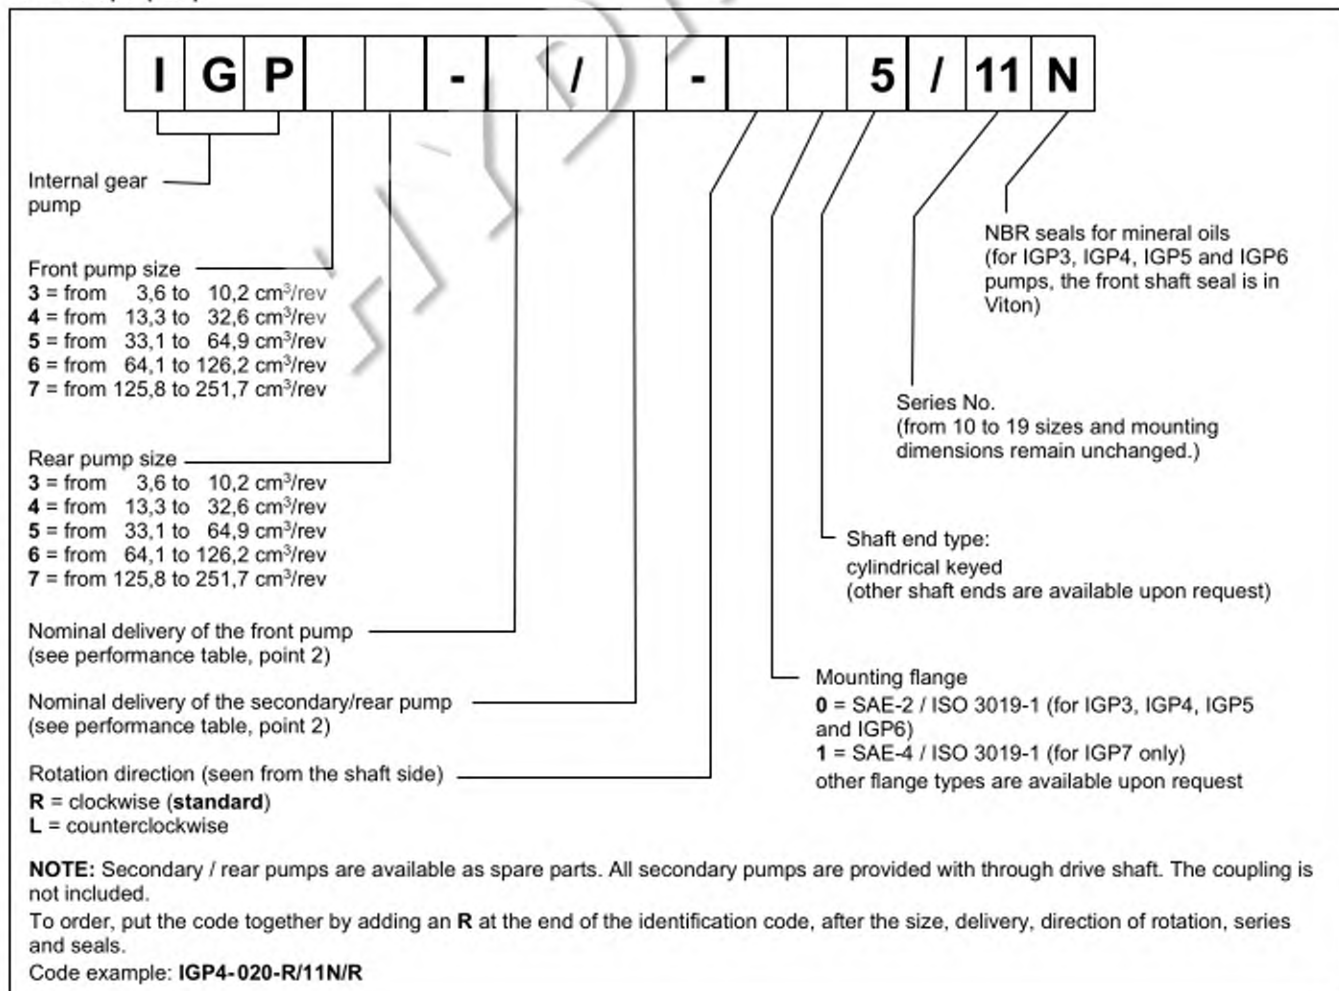 I G P - / - 5 / 11 N
Internal gear
pump
Front pump size
3 = from 3,6 to 10,2 cm³/rev
4 = from 13,3 to 32,6 cm³/rev
5 = from 33,1 to 64,9 cm³/rev
6 = from 64,1 to 126,2 cm³/rev
7 = from 125,8 to 251,7 cm³/rev
Rear pump size
3 = from 3,6 to 10,2 cm³/rev
4 = from 13,3 to 32,6 cm³/rev
5 = from 33,1 to 64,9 cm³/rev
6 = from 64,1 to 126,2 cm³/rev
7 = from 125,8 to 251,7 cm³/rev
Nominal delivery of the front pump
(see performance table, point 2)
Nominal delivery of the secondary/rear pump
(see performance table, point 2)
Rotation direction (seen from the shaft side)
R = clockwise (standard)
L = counterclockwise
NBR seals for mineral oils
(for IGP3, IGP4, IGP5 and IGP6
pumps, the front shaft seal is in
Viton)
Series No.
(from 10 to 19 sizes and mounting
dimensions remain unchanged.)
Shaft end type:
cylindrical keyed
(other shaft ends are available upon request)
Mounting flange
0 = SAE-2 / ISO 3019-1 (for IGP3, IGP4, IGP5
and IGP6)
1 = SAE-4 / ISO 3019-1 (for IGP7 only)
other flange types are available upon request
NOTE: Secondary / rear pumps are available as spare parts. All secondary pumps are provided with through drive shaft. The coupling is
not included.
To order, put the code together by adding an R at the end of the identification code, after the size, delivery, direction of rotation, series
and seals.
Code example: IGP4-020-R/11N/R